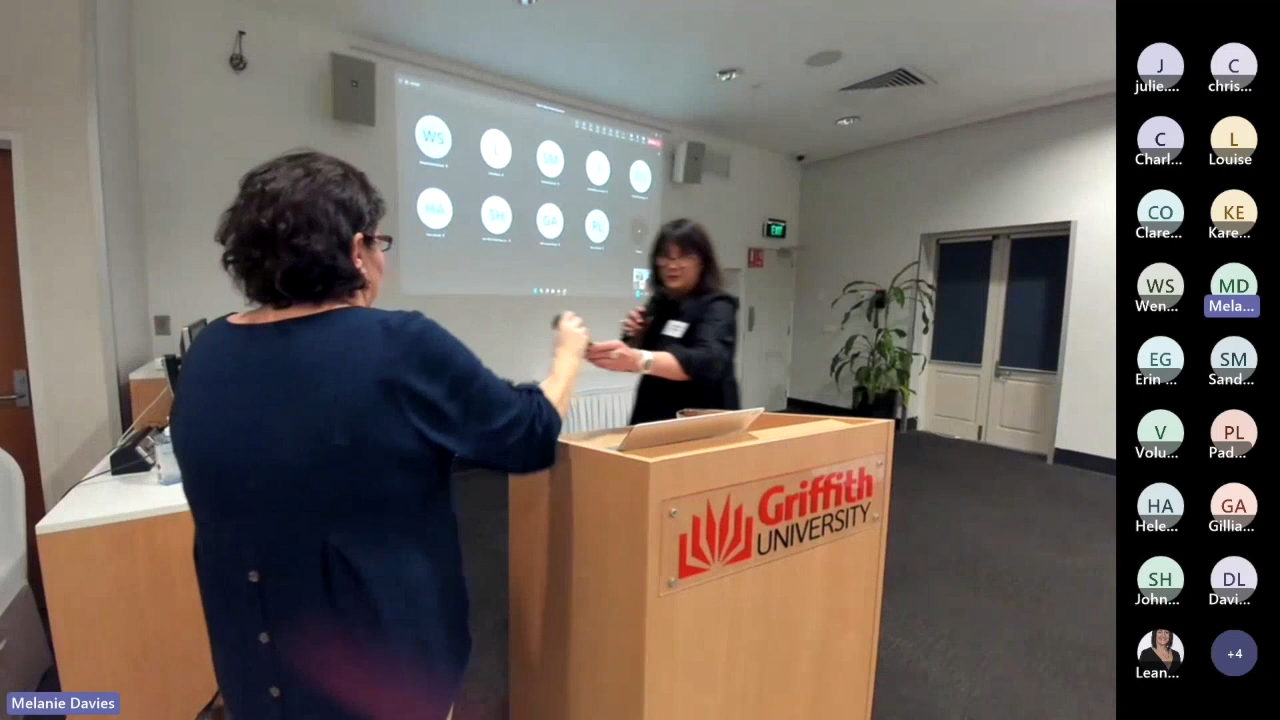 WS
SM
HA
SH
GA
PL
EXIT
Griffith
UNIVERSITY
Melanie Davies
J
julie....
C
chris...
C
Charl...
L
Louise
CO
Clare...
KE
Kare...
WS
Wen...
MD
Mela...
EG
Erin ...
SM
Sand...
V
Volu...
PL
Pad...
HA
Hele...
GA
Gillia...
SH
John...
DL
Davi...
Lean...
+4